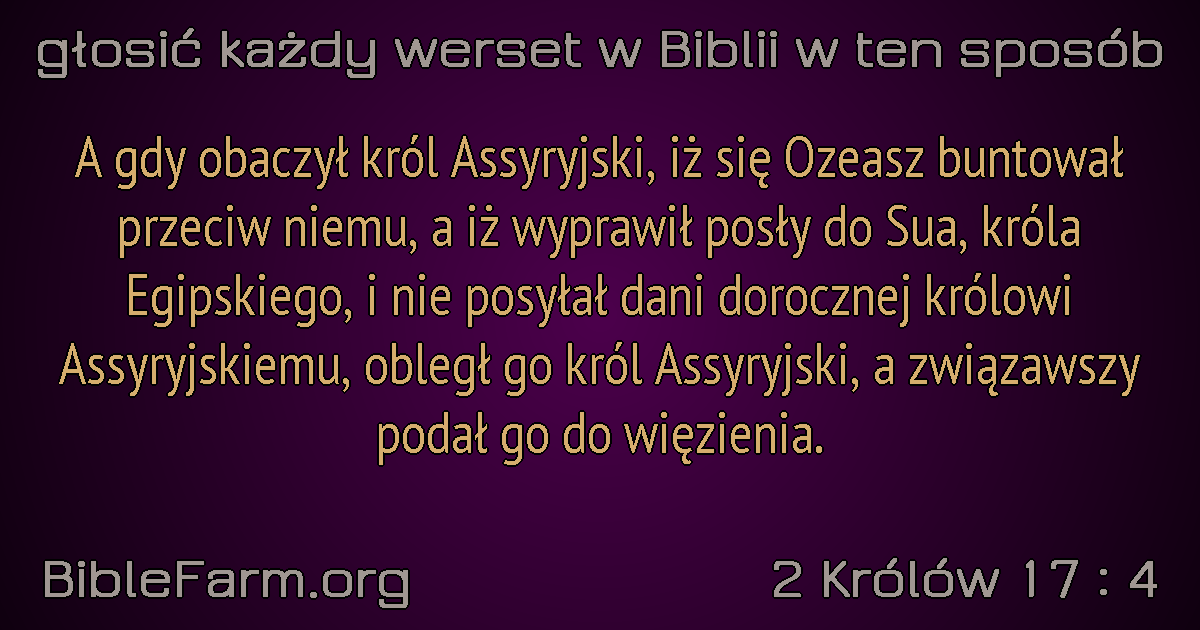 głosić każdy werset w Biblii w ten sposób
A gdy obaczył król Assyryjski, iż się Ozeasz buntował
przeciw niemu, a iż wyprawił posły do Sua, króla
Egipskiego, i nie posyłał dani dorocznej królowi
Assyryjskiemu, obległ go król Assyryjski, a związawszy
podał go do więzienia.
BibleFarm.org
2 Królów 17 : 4